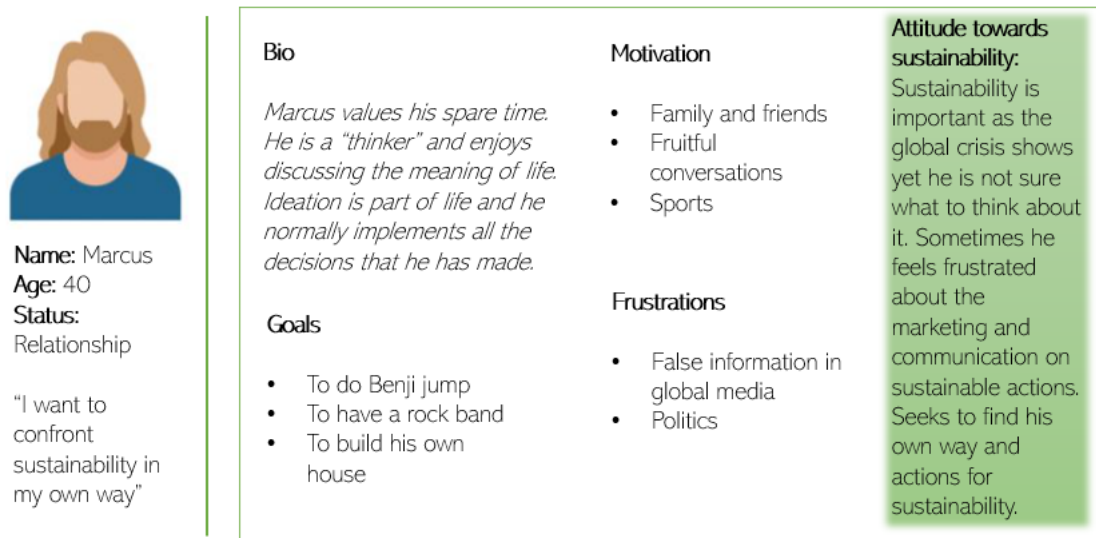 Name: Marcus
Age: 40
Status:
Relationship
“I want to
confront
sustainability in
my own way”
Bio
Marcus values his spare time.
He is a “thinker” and enjoys
discussing the meaning of life.
Ideation is part of life and he
normally implements all the
decisions that he has made.
Goals
• To do Benji jump
• To have a rock band
• To build his own
house
Motivation
• Family and friends
• Fruitful
conversations
• Sports
Frustrations
• False information in
global media
• Politics
Attitude towards
sustainability:
Sustainability is
important as the
global crisis shows
yet he is not sure
what to think about
it. Sometimes he
feels frustrated
about the
marketing and
communication on
sustainable actions.
Seeks to find his
own way and
actions for
sustainability.